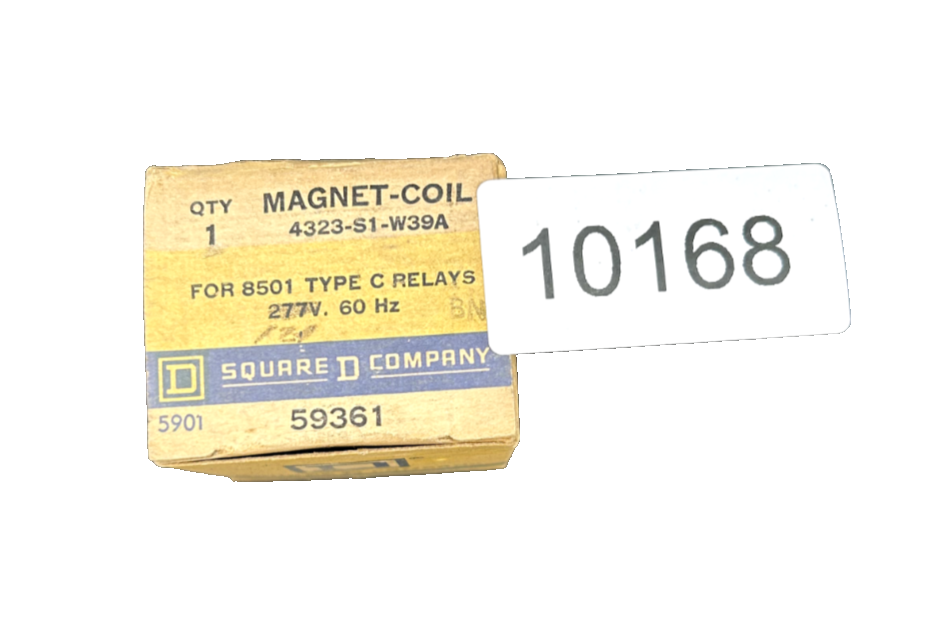 QTY MAGNET-COIL
1 4323-S1-W39A
FOR 8501 TYPE C RELAYS
277V. 60 Hz
D SQUARE D COMPANY
5901 59361
10168